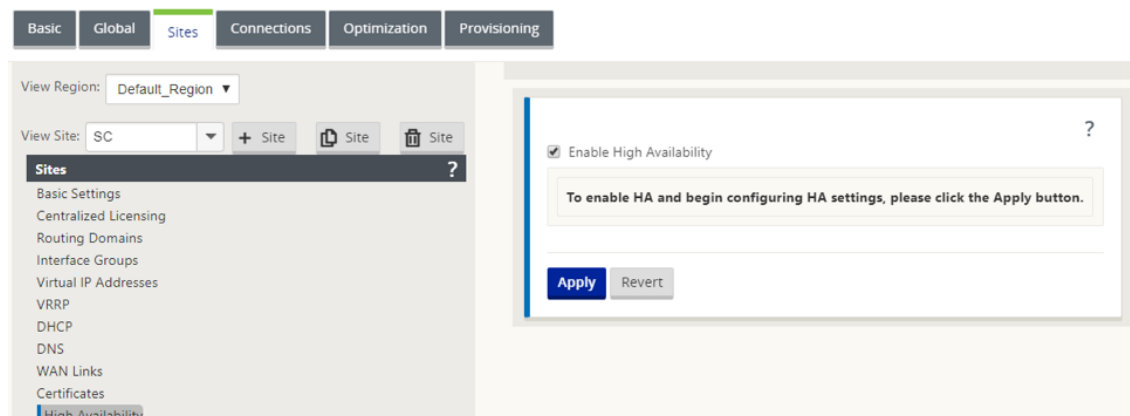 Basic Global Sites Connections Optimization Provisioning
View Region: Default_Region ▼
View Site: SC + Site Site Site
Sites ?
Basic Settings
Centralized Licensing
Routing Domains
Interface Groups
Virtual IP Addresses
VRRP
DHCP
DNS
WAN Links
Certificates
High Availability
?
Enable High Availability
To enable HA and begin configuring HA settings, please click the Apply button.
Apply Revert